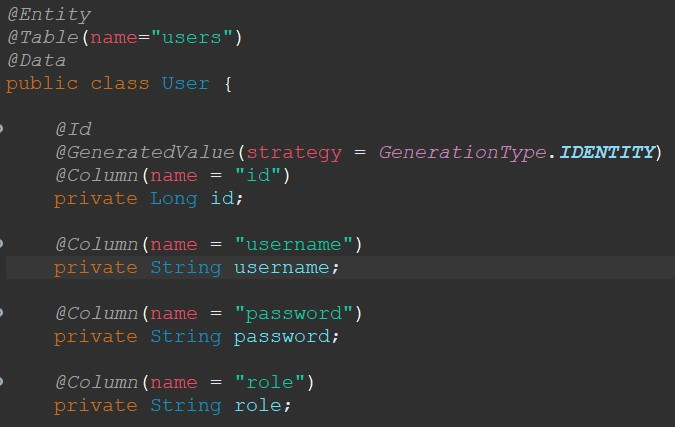 @Entity
@Table(name="users")
@Data
public class User {
@Id
@GeneratedValue(strategy = GenerationType.IDENTITY)
@Column(name = "id")
private Long id;
@Column(name = "username")
private String username;
@Column(name = "password")
private String password;
@Column(name = "role")
private String role;